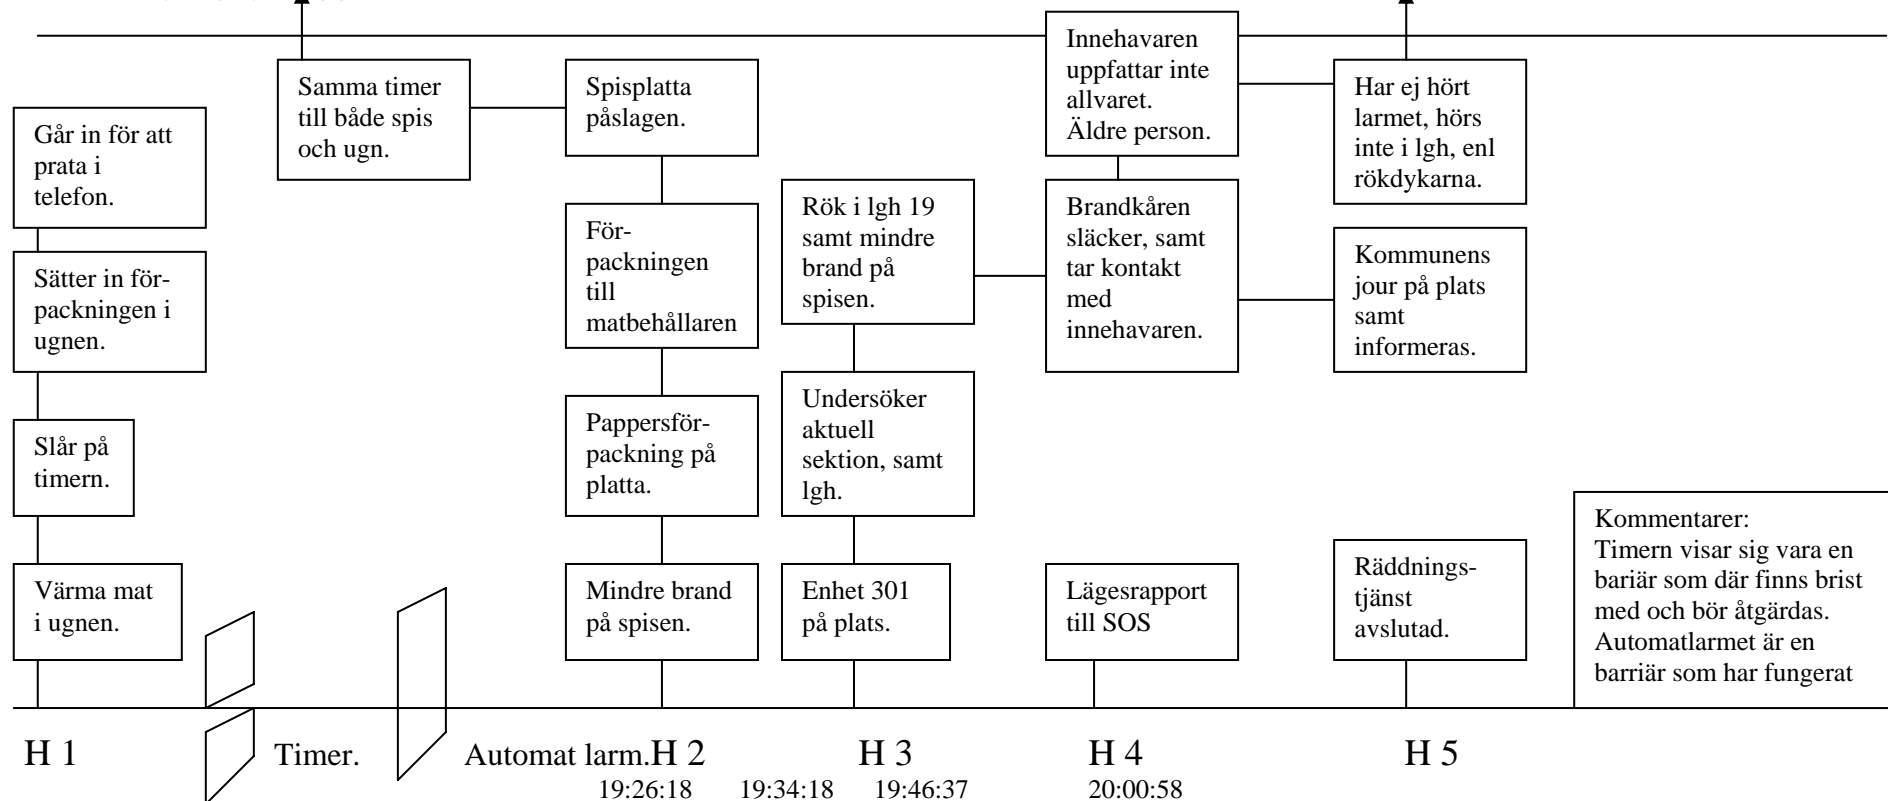 Går in för att
prata i
telefon.
Sätter in för-
packningen i
ugnen.
Slår på
timern.
Värma mat
i ugnen.
Samma timer
till både spis
och ugn.
Spisplatta
påslagen.
För-
packningen
till
matbehållaren
Pappersför-
packning på
platta.
Mindre brand
på spisen.
Rök i lgh 19
samt mindre
brand på
spisen.
Undersöker
aktuell
sektion, samt
lgh.
Enhet 301
på plats.
Innehavaren
uppfattar inte
allvaret.
Äldre person.
Brandkåren
släcker, samt
tar kontakt
med
innehavaren.
Lägesrapport
till SOS
Har ej hört
larmet, hörs
inte i lgh, enl
rökdykarna.
Kommunens
jour på plats
samt
informeras.
Räddnings-
tjänst
avslutad.
Kommentarer:
Timern visar sig vara en
bariär som där finns brist
med och bör åtgärdas.
Automatlarmet är en
barriär som har fungerat
H 1
Timer.
Automat larm.
H 2
H 3
H 4
H 5
19:26:18
19:34:18
19:46:37
20:00:58